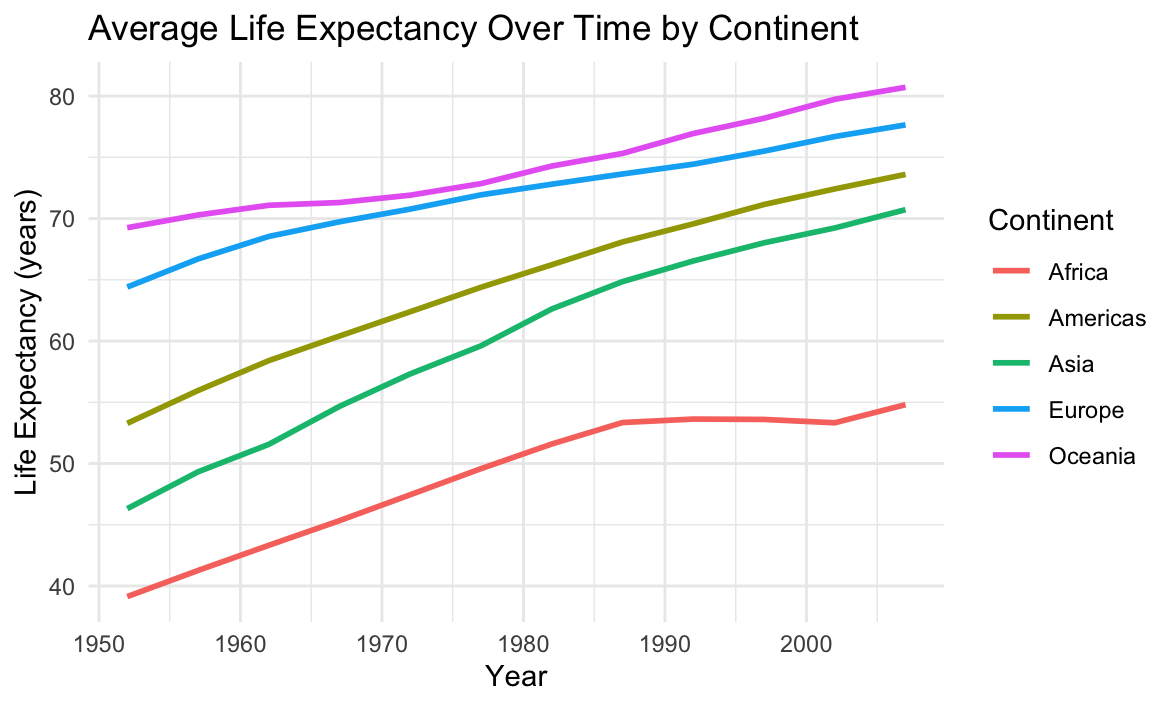 Average Life Expectancy Over Time by Continent
80
70
60
50
40
Life Expectancy (years)
1950 1960 1970 1980 1990 2000
Year
Continent
Africa
Americas
Asia
Europe
Oceania